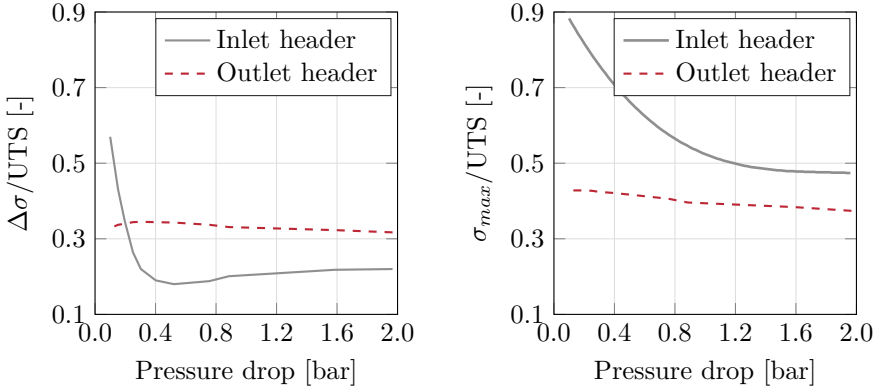 Δσ/UTS [-]
0.9
0.7
0.5
0.3
0.1
0.0 0.4 0.8 1.2 1.6 2.0
Pressure drop [bar]
Inlet header
Outlet header
σmax/UTS [-]
0.9
0.7
0.5
0.3
0.1
0.0 0.4 0.8 1.2 1.6 2.0
Pressure drop [bar]
Inlet header
Outlet header